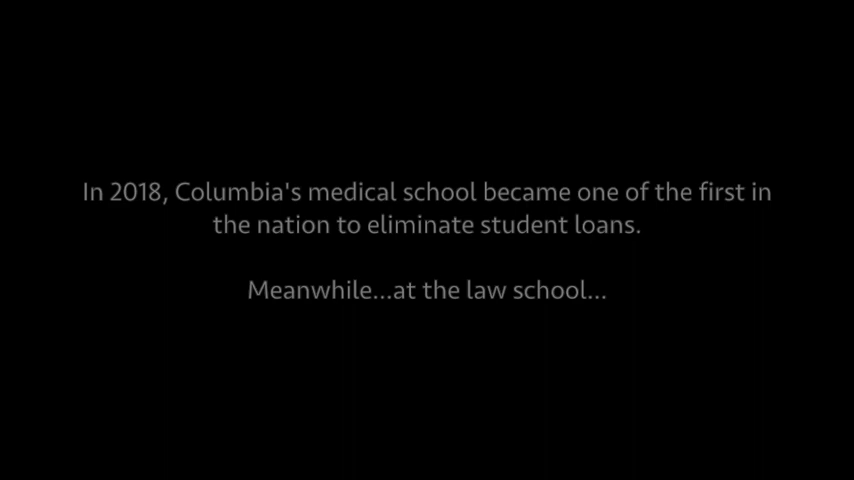 In 2018, Columbia's medical school became one of the first in
the nation to eliminate student loans.
Meanwhile...at the law school...